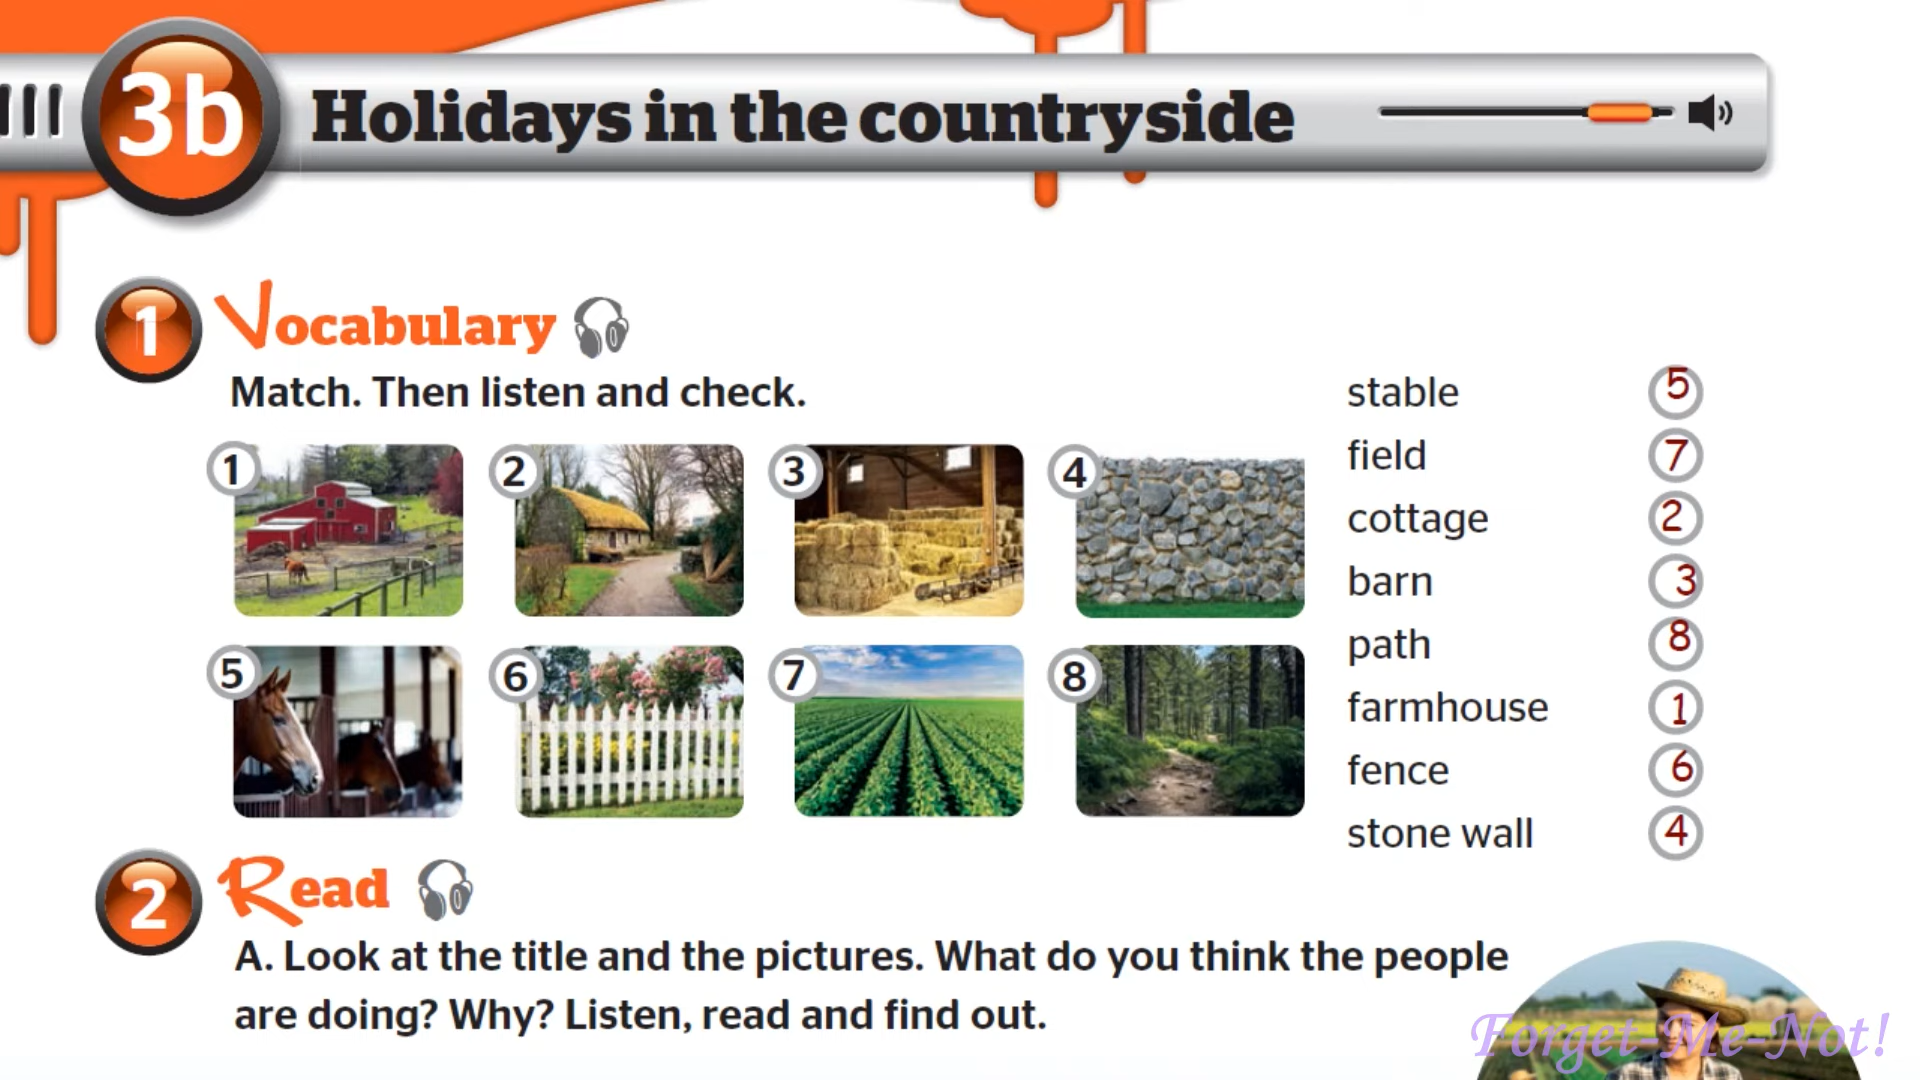 3b Holidays in the countryside
1 Vocabulary
Match. Then listen and check.
1 2 3 4
5 6 7 8
stable 5
field 7
cottage 2
barn 3
path 8
farmhouse 1
fence 6
stone wall 4
2 Read
A. Look at the title and the pictures. What do you think the people
are doing? Why? Listen, read and find out.
Forget-Me-Not!